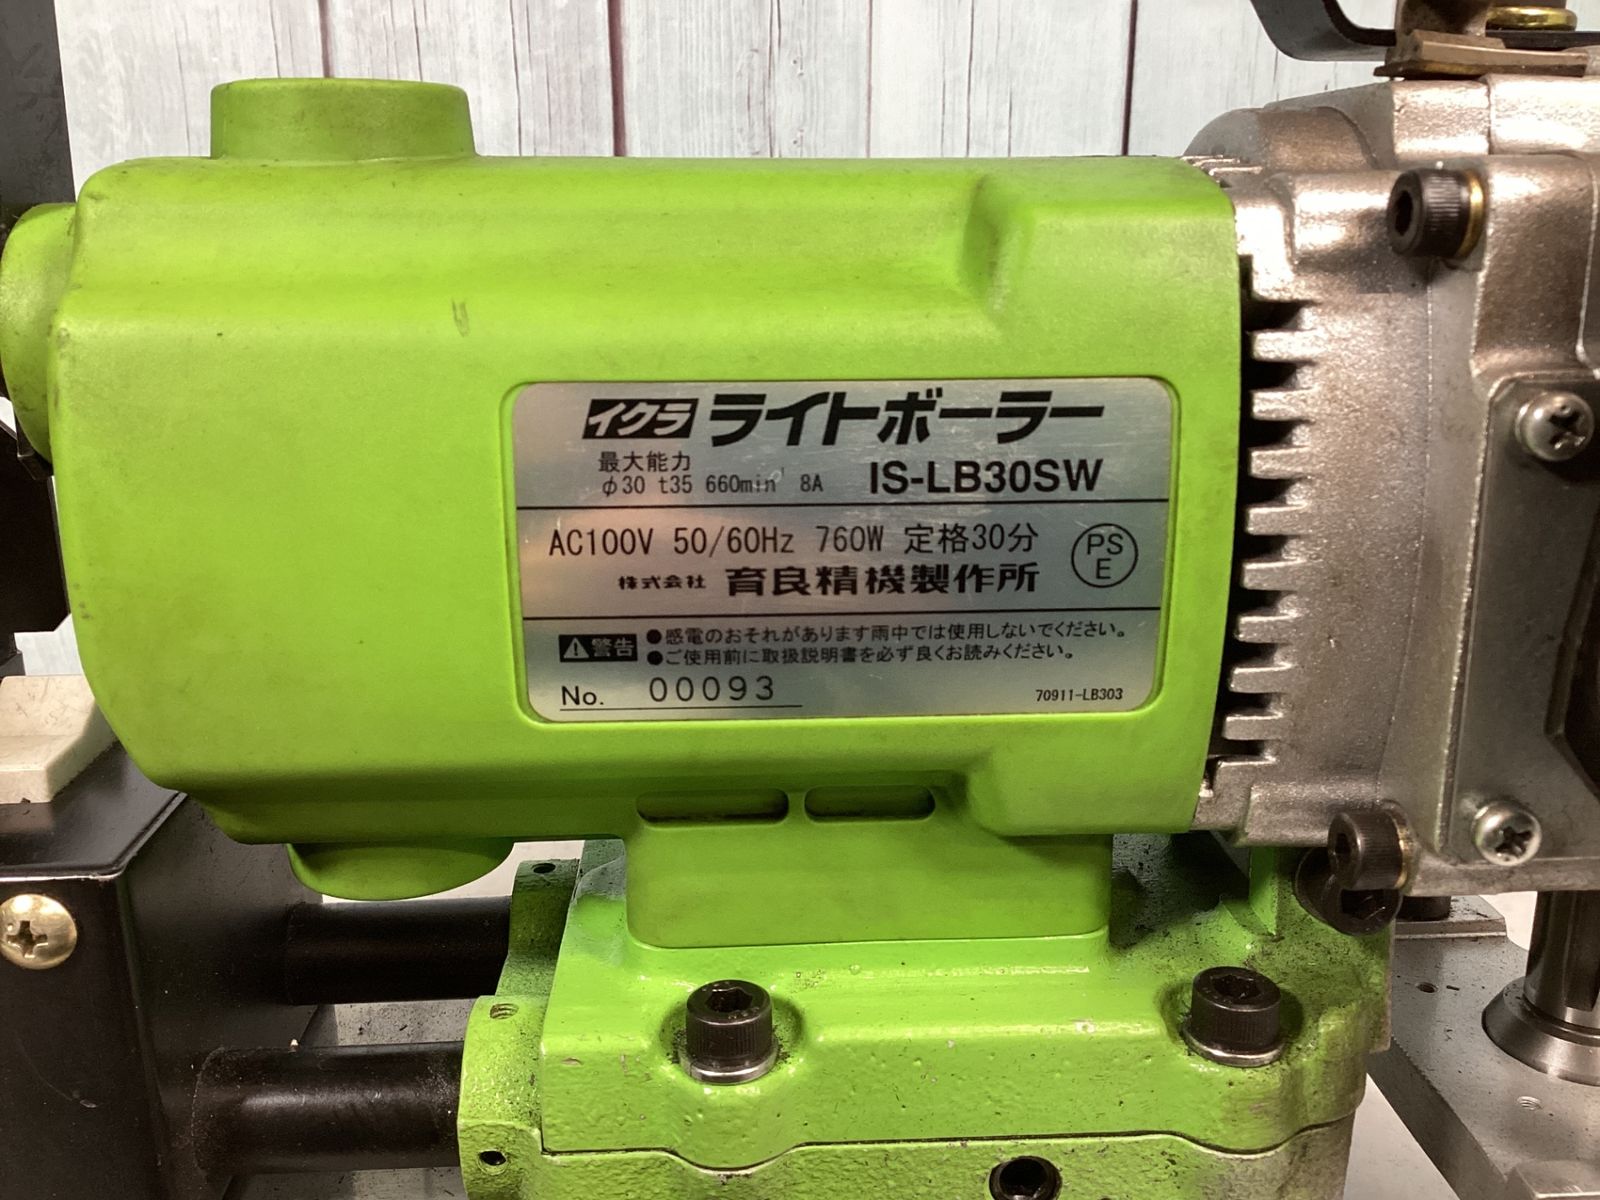 イクラ ライトボーラー
最大能力
φ30 t35 660min⁻¹ 8A IS-LB30SW
AC100V 50/60Hz 760W 定格30分
PS
E
株式会社 育良精機製作所
警告 ●感電のおそれがあります雨中では使用しないでください。
●ご使用前に取扱説明書を必ず良くお読みください。
No. 00093
70911-LB303